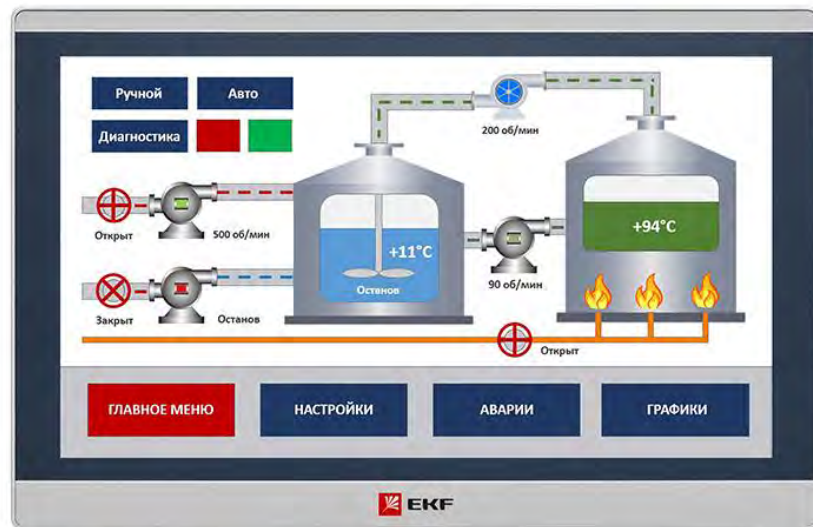 Ручной
Авто
Диагностика
200 об/мин
Открыт
500 об/мин
+11°C
+94°C
90 об/мин
Останов
Закрыт
Останов
Открыт
ГЛАВНОЕ МЕНЮ
НАСТРОЙКИ
АВАРИИ
ГРАФИКИ
EKF